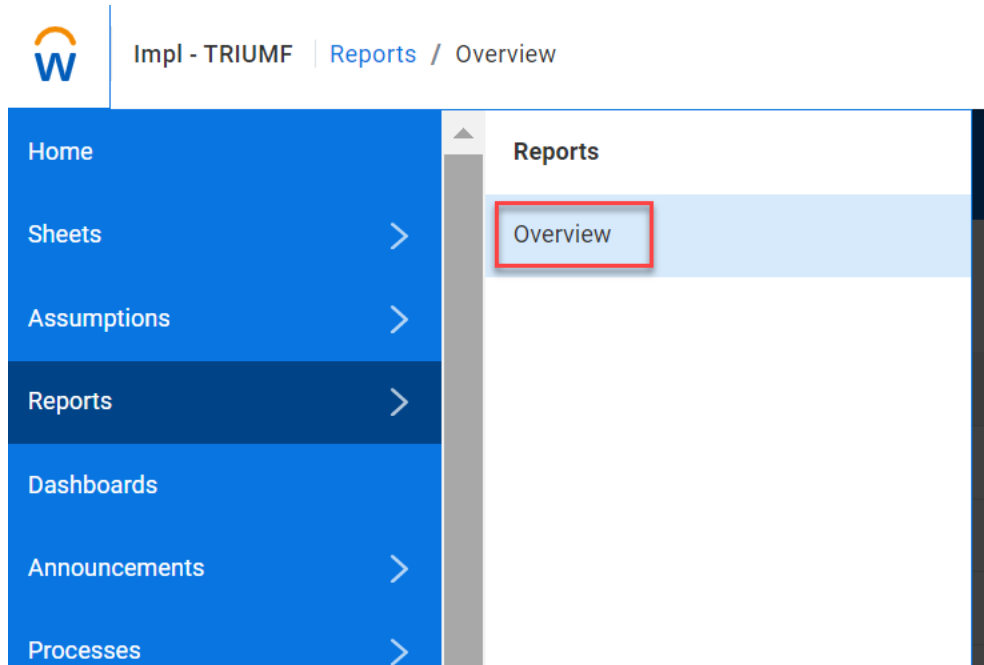 W
Impl - TRIUMF Reports / Overview
Home
Sheets
Assumptions
Reports
Dashboards
Announcements
Processes
Reports
Overview